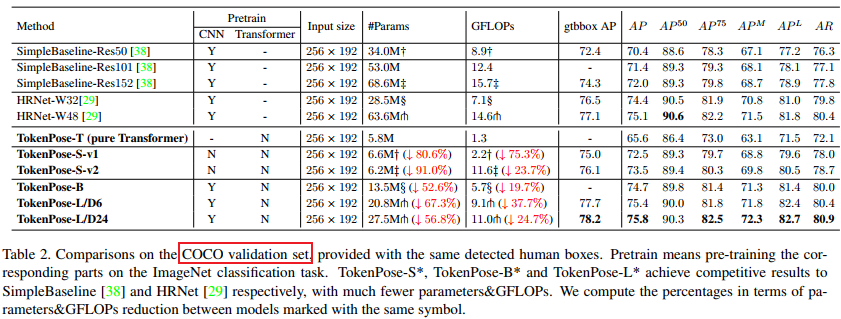 Method Pretrain Input size #Params GFLOPs gtbbox AP AP AP⁵⁰ AP⁷⁵ APᴹ APᴸ AR
CNN Transformer
SimpleBaseline-Res50 [38] Y - 256 × 192 34.0M† 8.9† 72.4 70.4 88.6 78.3 67.1 77.2 76.3
SimpleBaseline-Res101 [38] Y - 256 × 192 53.0M 12.4 - 71.4 89.3 79.3 68.1 78.1 77.1
SimpleBaseline-Res152 [38] Y - 256 × 192 68.6M‡ 15.7‡ 74.3 72.0 89.3 79.8 68.7 78.9 77.8
HRNet-W32[29] Y - 256 × 192 28.5M§ 7.1§ 76.5 74.4 90.5 81.9 70.8 81.0 79.8
HRNet-W48 [29] Y - 256 × 192 63.6M⋔ 14.6⋔ 77.1 75.1 90.6 82.2 71.5 81.8 80.4
TokenPose-T (pure Transformer) - N 256 × 192 5.8M 1.3 - 65.6 86.4 73.0 63.1 71.5 72.1
TokenPose-S-v1 N N 256 × 192 6.6M† (↓ 80.6%) 2.2† (↓ 75.3%) 75.0 72.5 89.3 79.7 68.8 79.6 78.0
TokenPose-S-v2 N N 256 × 192 6.2M‡ (↓ 91.0%) 11.6‡ (↓ 23.7%) 76.1 73.5 89.4 80.3 69.8 80.5 78.7
TokenPose-B Y N 256 × 192 13.5M§ (↓ 52.6%) 5.7§ (↓ 19.7%) - 74.7 89.8 81.4 71.3 81.4 80.0
TokenPose-L/D6 Y N 256 × 192 20.8M⋔ (↓ 67.3%) 9.1⋔ (↓ 37.7%) 77.7 75.4 90.0 81.8 71.8 82.4 80.4
TokenPose-L/D24 Y N 256 × 192 27.5M⋔ (↓ 56.8%) 11.0⋔ (↓ 24.7%) 78.2 75.8 90.3 82.5 72.3 82.7 80.9
Table 2. Comparisons on the COCO validation set, provided with the same detected human boxes. Pretrain means pre-training the cor-
responding parts on the ImageNet classification task. TokenPose-S*, TokenPose-B* and TokenPose-L* achieve competitive results to
SimpleBaseline [38] and HRNet [29] respectively, with much fewer parameters&GFLOPs. We compute the percentages in terms of pa-
rameters&GFLOPs reduction between models marked with the same symbol.